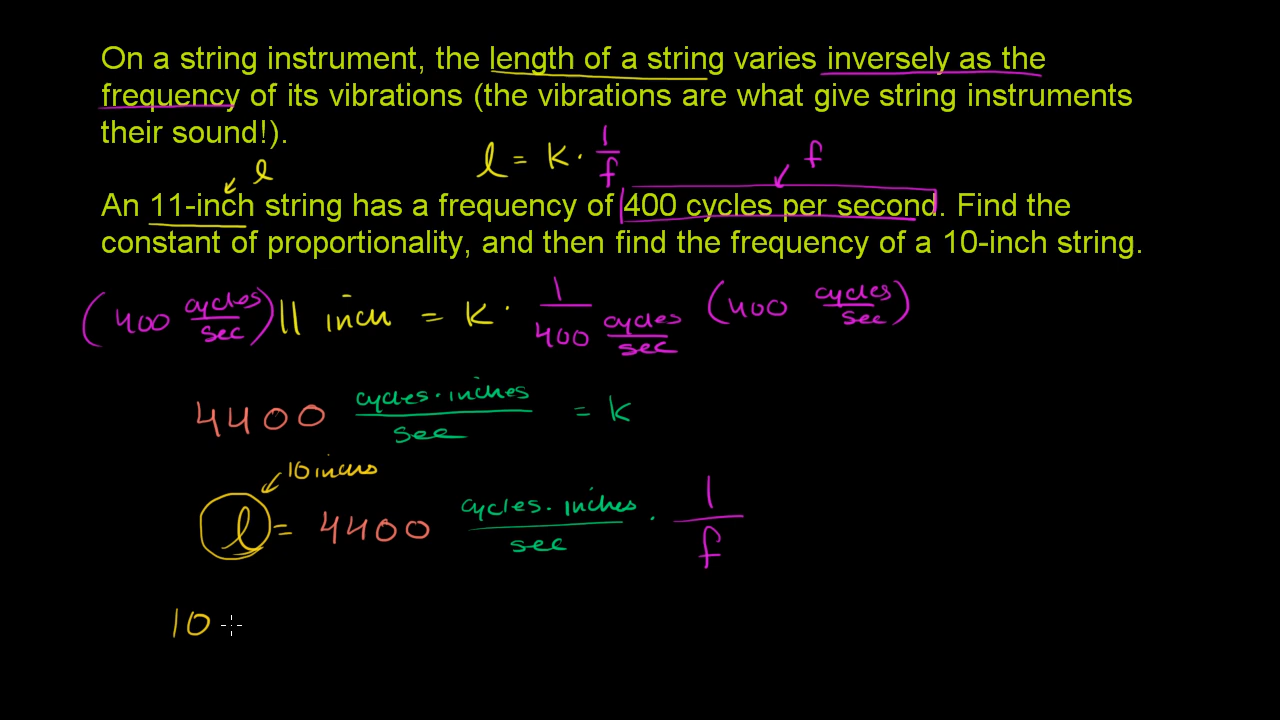 On a string instrument, the length of a string varies inversely as the
frequency of its vibrations (the vibrations are what give string instruments
their sound!).
l = k · 1/f
f
l
An 11-inch string has a frequency of 400 cycles per second. Find the
constant of proportionality, and then find the frequency of a 10-inch string.
(400 cycles/sec) 11 inch = k · 1/(400 cycles/sec) (400 cycles/sec)
4400 cycles · inches/sec = k
10 inches
l = 4400 cycles · inches/sec · 1/f
10